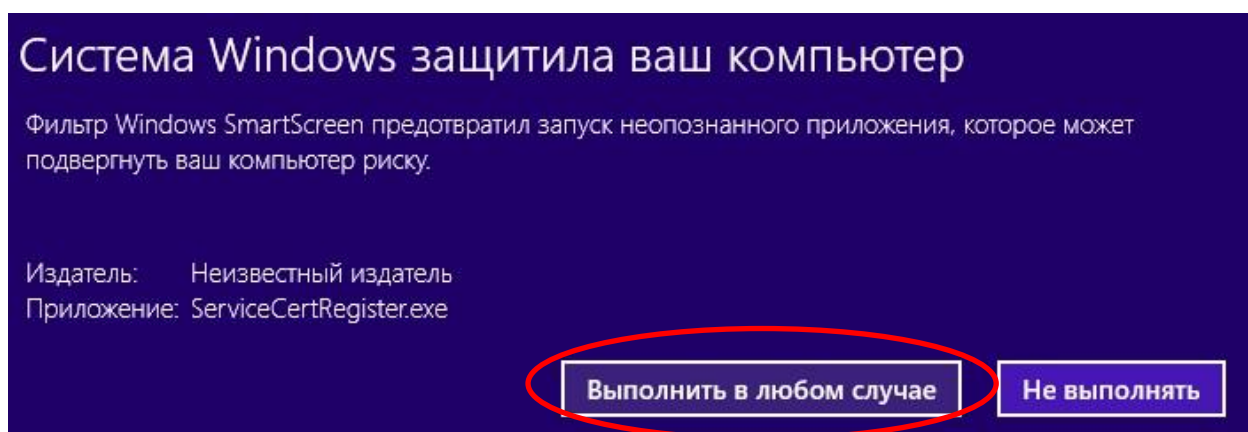 Система Windows защитила ваш компьютер
Фильтр Windows SmartScreen предотвратил запуск неопознанного приложения, которое может
подвергнуть ваш компьютер риску.
Издатель: Неизвестный издатель
Приложение: ServiceCertRegister.exe
Выполнить в любом случае Не выполнять